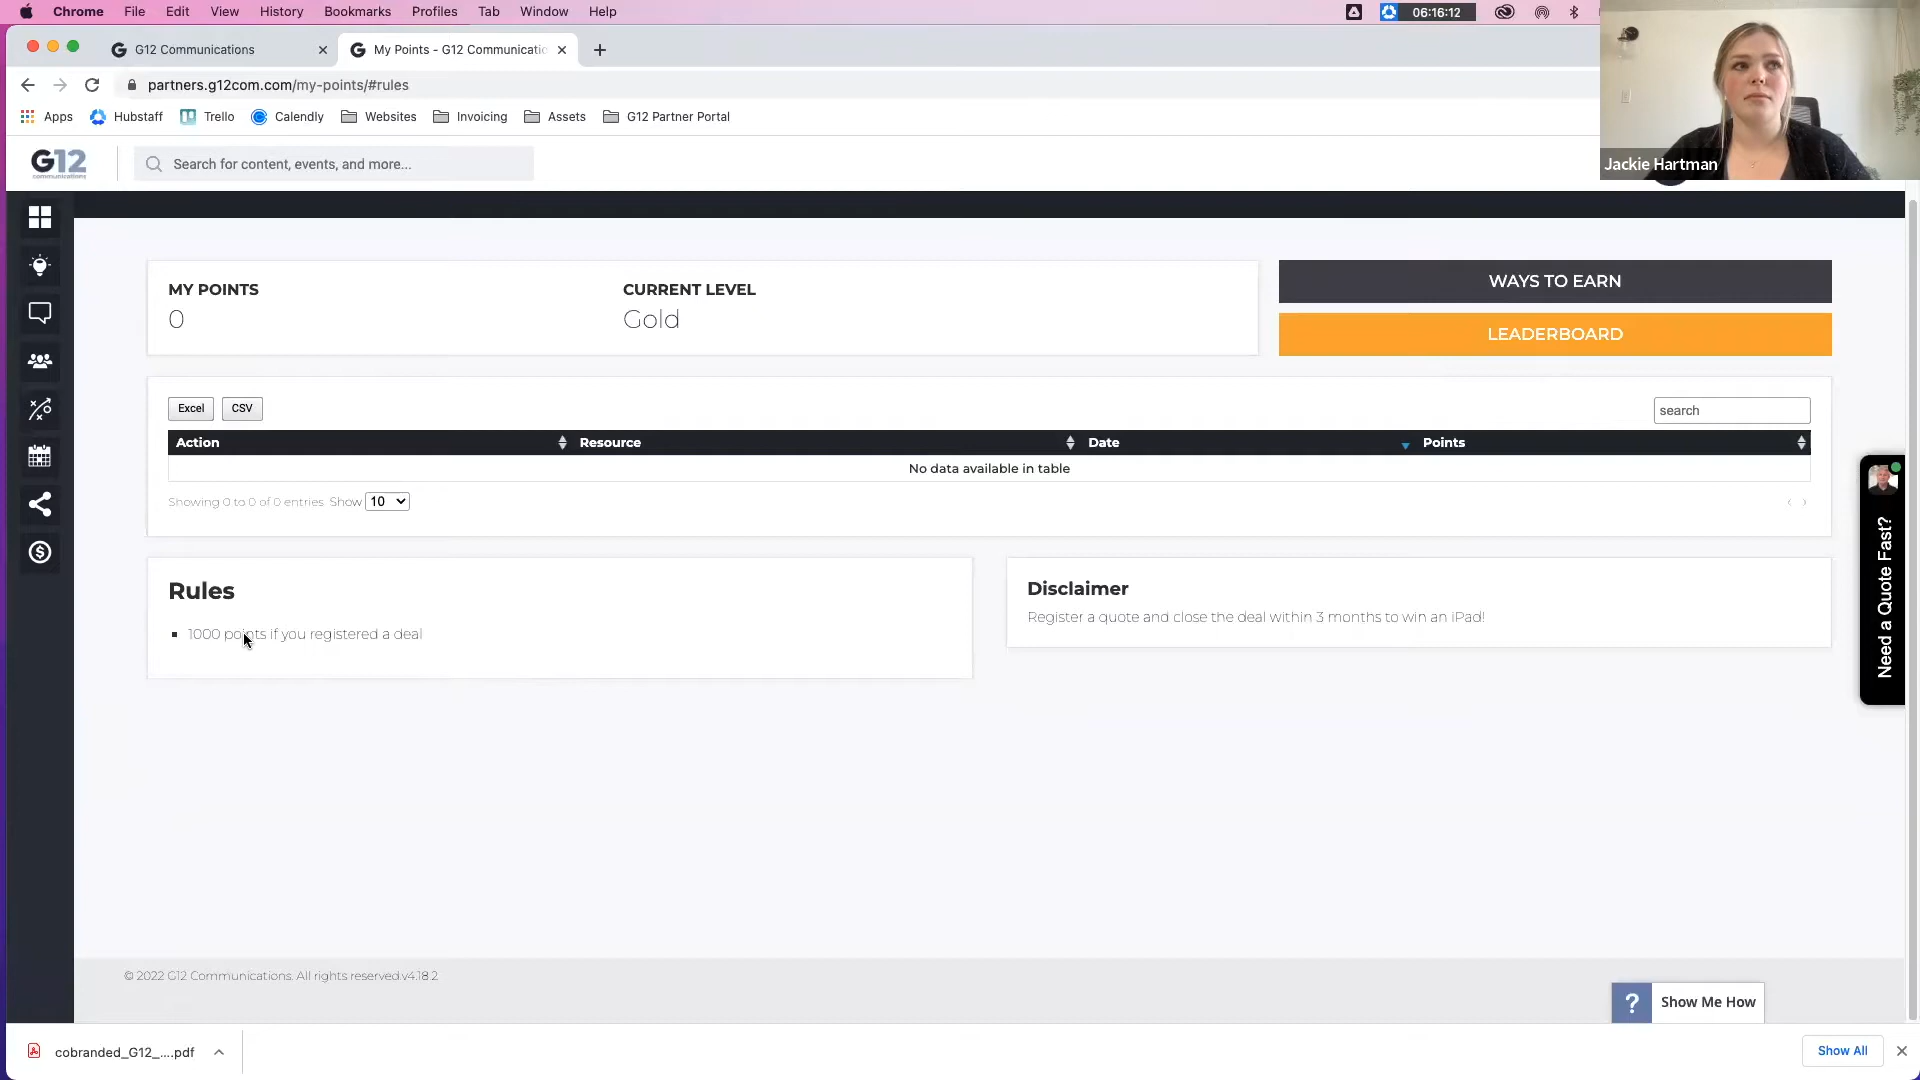 Chrome File Edit View History Bookmarks Profiles Tab Window Help 06:16:12
G12 Communications My Points - G12 Communicatio
partners.g12com.com/my-points/#rules
Apps Hubstaff Trello Calendly Websites Invoicing Assets G12 Partner Portal
G12 communications Search for content, events, and more...
Jackie Hartman
MY POINTS CURRENT LEVEL WAYS TO EARN
0 Gold LEADERBOARD
Excel CSV search
Action Resource Date Points
No data available in table
Showing 0 to 0 of 0 entries Show 10
Need a Quote Fast?
Rules
1000 points if you registered a deal
Disclaimer
Register a quote and close the deal within 3 months to win an iPad!
© 2022 G12 Communications. All rights reserved.v4.18.2
? Show Me How
cobranded_G12_....pdf Show All